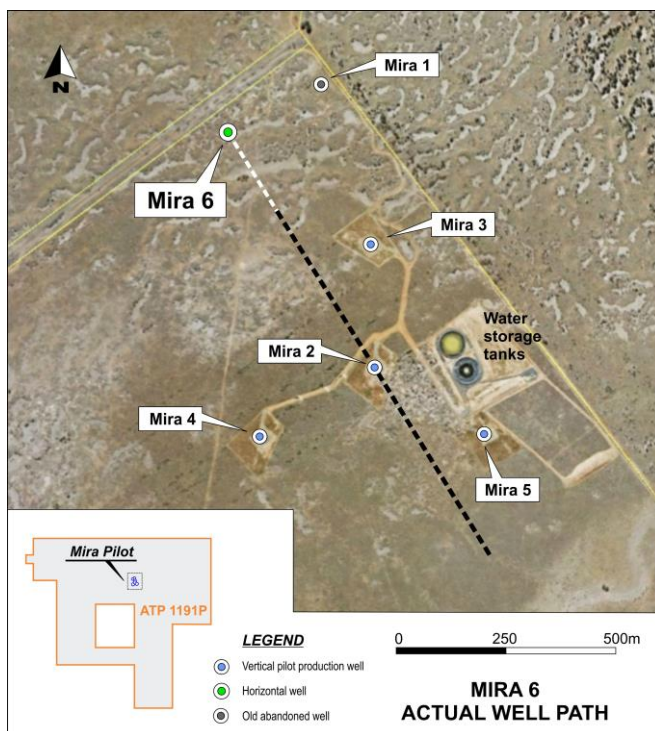 Mira 1
N
Mira 6
Mira 3
Water
storage
tanks
Mira 2
Mira 4
Mira 5
Mira Pilot
ATP 1191P
LEGEND
Vertical pilot production well
Horizontal well
Old abandoned well
0 250 500m
MIRA 6
ACTUAL WELL PATH